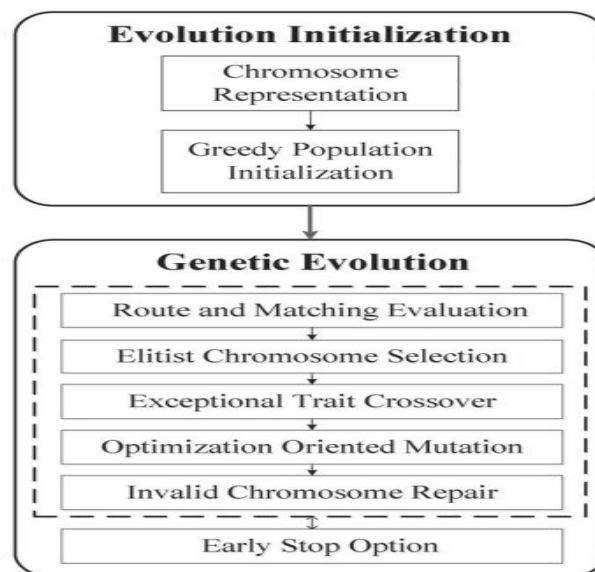 Evolution Initialization
Chromosome
Representation
Greedy Population
Initialization
Genetic Evolution
Route and Matching Evaluation
Elitist Chromosome Selection
Exceptional Trait Crossover
Optimization Oriented Mutation
Invalid Chromosome Repair
Early Stop Option